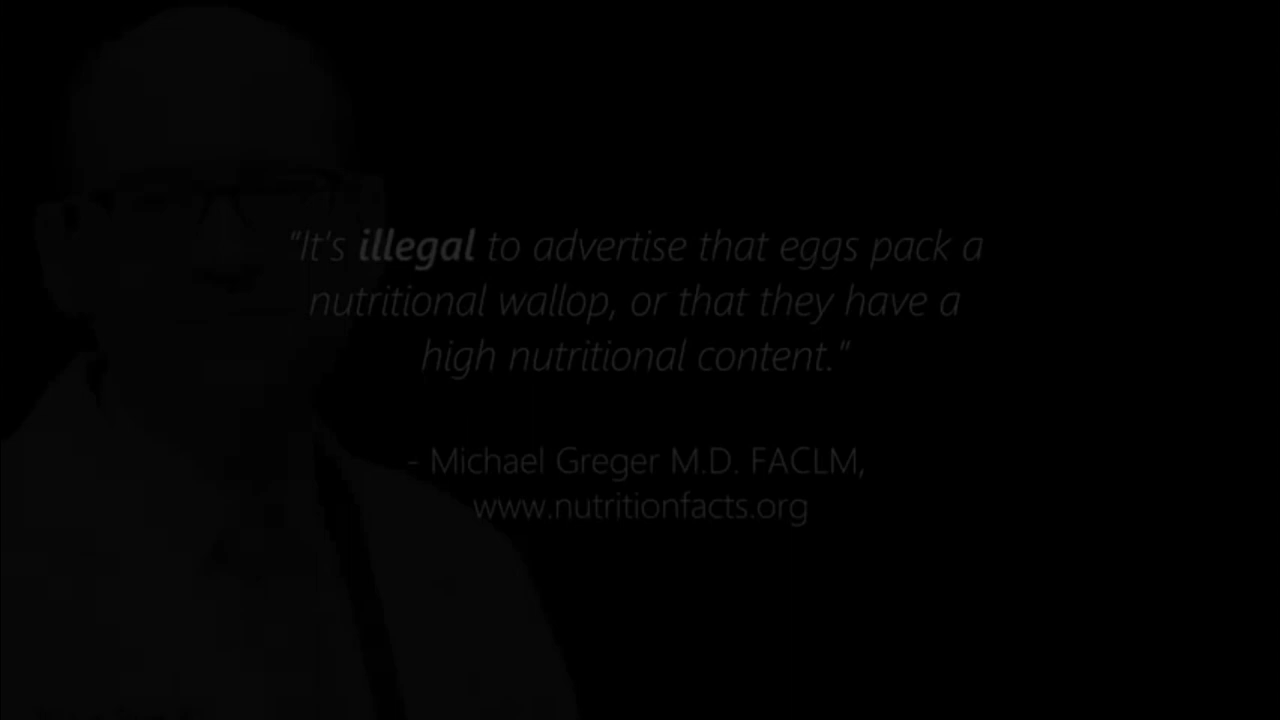 “It's illegal to advertise that eggs pack a
nutritional wallop, or that they have a
high nutritional content.”
- Michael Greger M.D. FACLM,
www.nutritionfacts.org